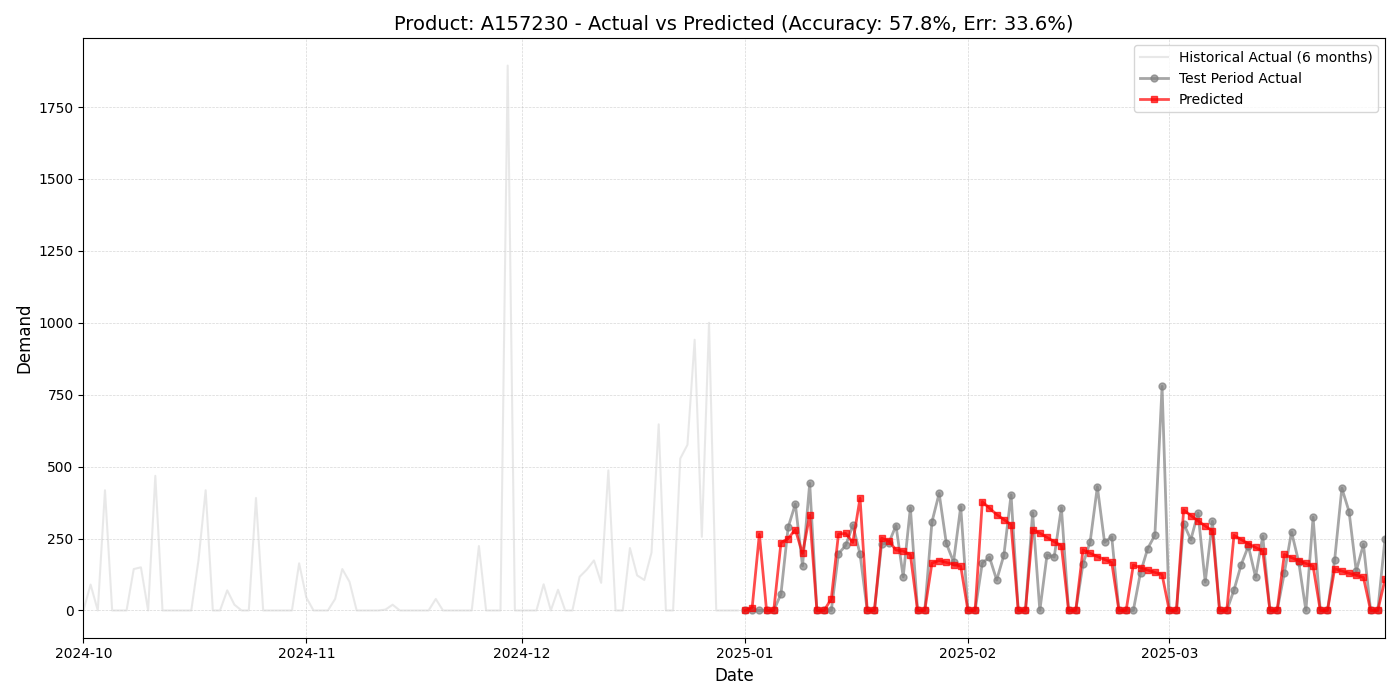 Product: A157230 - Actual vs Predicted (Accuracy: 57.8%, Err: 33.6%)
Historical Actual (6 months)
Test Period Actual
Predicted
Demand
1750
1500
1250
1000
750
500
250
0
2024-10
2024-11
2024-12
2025-01
2025-02
2025-03
Date